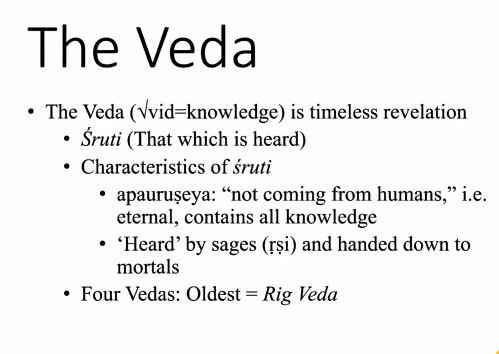 The Veda
• The Veda (√vid=knowledge) is timeless revelation
• Śruti (That which is heard)
• Characteristics of śruti
• apauruṣeya: “not coming from humans,” i.e.
eternal, contains all knowledge
• ‘Heard’ by sages (ṛṣi) and handed down to
mortals
• Four Vedas: Oldest = Rig Veda